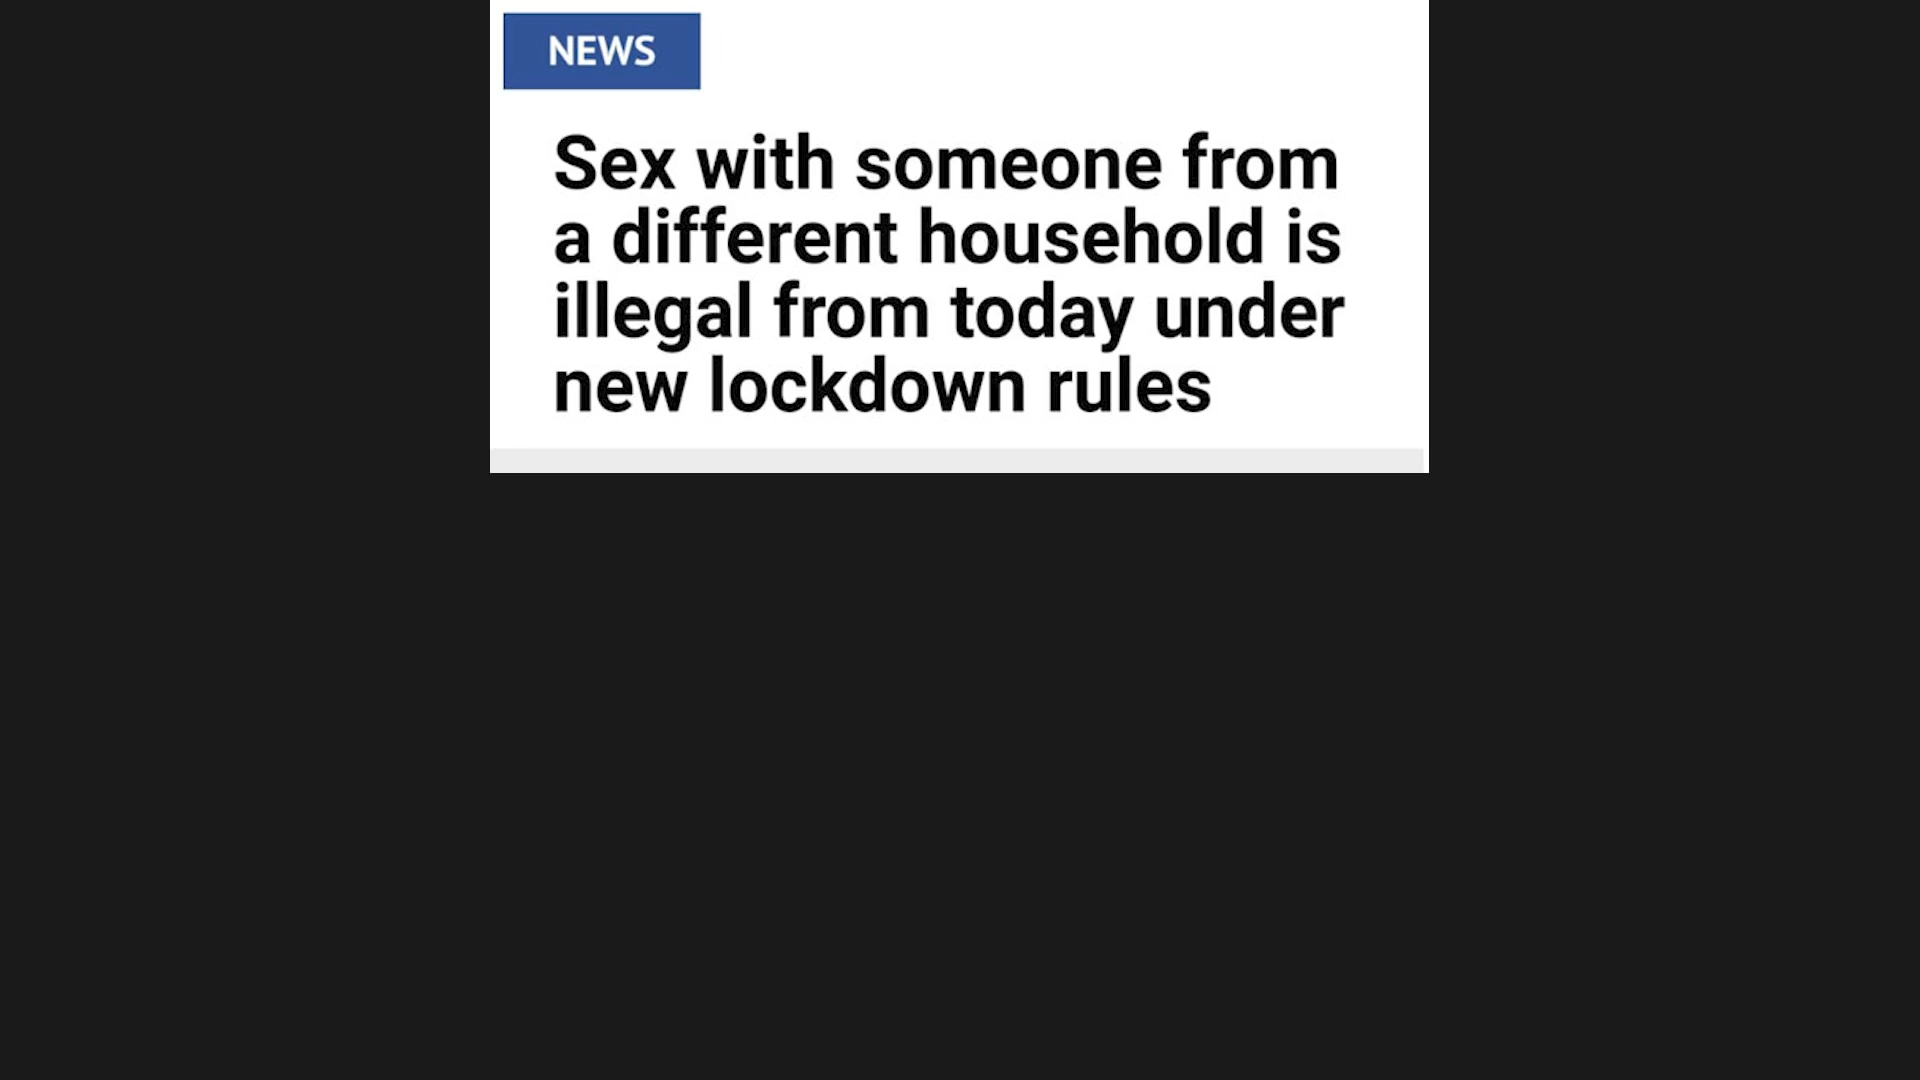 NEWS
Sex with someone from
a different household is
illegal from today under
new lockdown rules